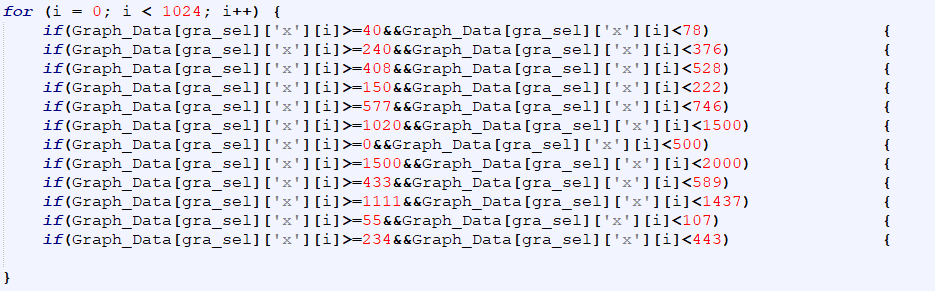 for (i = 0; i < 1024; i++) {
if(Graph_Data[gra_sel]['x'][i]>=40&&Graph_Data[gra_sel]['x'][i]<78) {
if(Graph_Data[gra_sel]['x'][i]>=240&&Graph_Data[gra_sel]['x'][i]<376) {
if(Graph_Data[gra_sel]['x'][i]>=408&&Graph_Data[gra_sel]['x'][i]<528) {
if(Graph_Data[gra_sel]['x'][i]>=150&&Graph_Data[gra_sel]['x'][i]<222) {
if(Graph_Data[gra_sel]['x'][i]>=577&&Graph_Data[gra_sel]['x'][i]<746) {
if(Graph_Data[gra_sel]['x'][i]>=1020&&Graph_Data[gra_sel]['x'][i]<1500) {
if(Graph_Data[gra_sel]['x'][i]>=0&&Graph_Data[gra_sel]['x'][i]<500) {
if(Graph_Data[gra_sel]['x'][i]>=1500&&Graph_Data[gra_sel]['x'][i]<2000) {
if(Graph_Data[gra_sel]['x'][i]>=433&&Graph_Data[gra_sel]['x'][i]<589) {
if(Graph_Data[gra_sel]['x'][i]>=1111&&Graph_Data[gra_sel]['x'][i]<1437) {
if(Graph_Data[gra_sel]['x'][i]>=55&&Graph_Data[gra_sel]['x'][i]<107) {
if(Graph_Data[gra_sel]['x'][i]>=234&&Graph_Data[gra_sel]['x'][i]<443) {
}